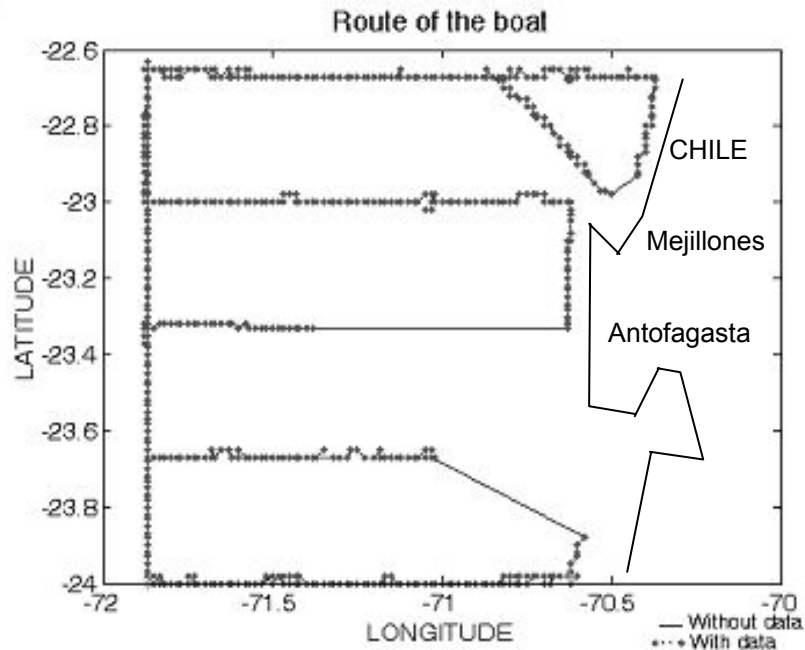 Route of the boat
-22.6
-22.8
-23
-23.2
-23.4
-23.6
-23.8
-24
LATITUDE
CHILE
Mejillones
Antofagasta
-72
-71.5
-71
-70.5
-70
LONGITUDE
Without data
With data